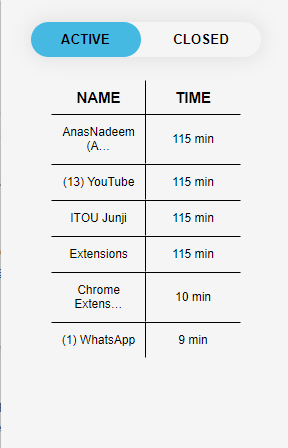 ACTIVE CLOSED
NAME TIME
AnasNadeem
(A… 115 min
(13) YouTube 115 min
ITOU Junji 115 min
Extensions 115 min
Chrome
Extens… 10 min
(1) WhatsApp 9 min